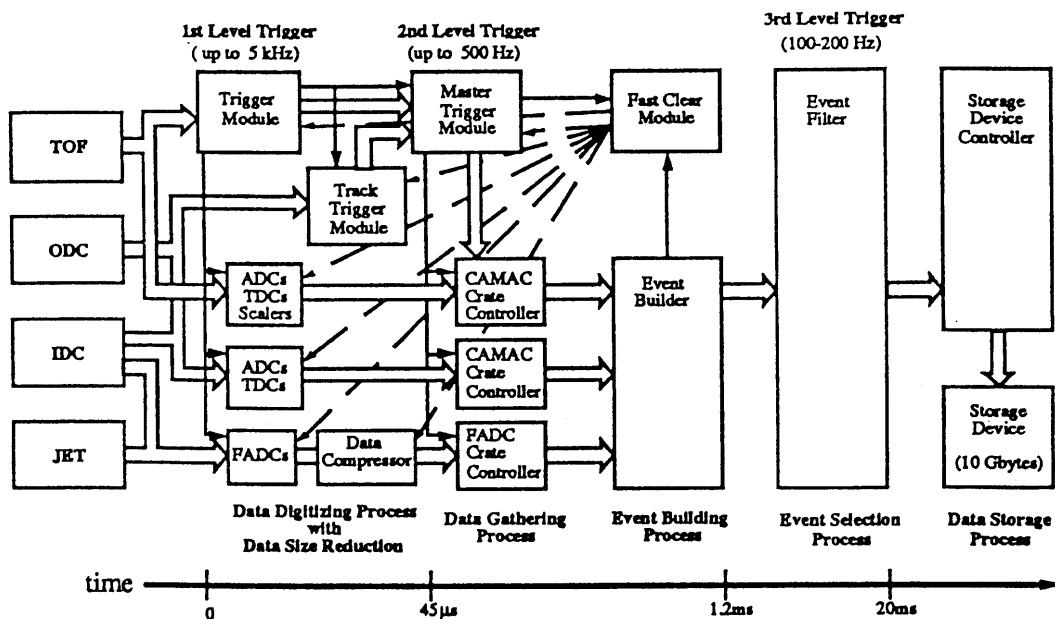 1st Level Trigger
( up to 5 kHz)
2nd Level Trigger
(up to 500 Hz)
3rd Level Trigger
(100-200 Hz)
TOF
ODC
IDC
JET
Trigger
Module
Master
Trigger
Module
Fast Clear
Module
Track
Trigger
Module
ADCs
TDCs
Scalers
ADCs
TDCs
FADCs
Data
Compressor
CAMAC
Crate
Controller
CAMAC
Crate
Controller
FADC
Crate
Controller
Event
Builder
Event
Filter
Storage
Device
Controller
Storage
Device
(10 Gbytes)
Data Digitizing Process
with
Data Size Reduction
Data Gathering
Process
Event Building
Process
Event Selection
Process
Data Storage
Process
time
0
45μs
1.2ms
20ms